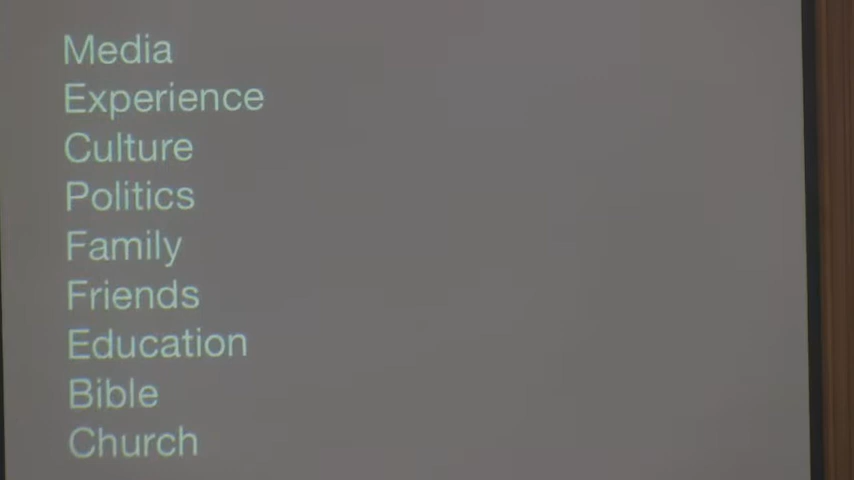 Media
Experience
Culture
Politics
Family
Friends
Education
Bible
Church